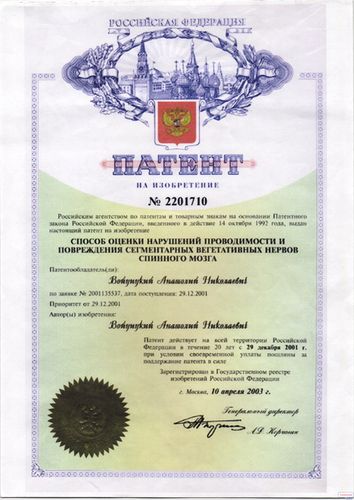 РОССИЙСКАЯ ФЕДЕРАЦИЯ
ПАТЕНТ
НА ИЗОБРЕТЕНИЕ
№ 2201710
Российским агентством по патентам и товарным знакам на основании Патентного
закона Российской Федерации, введенного в действие 14 октября 1992 года, выдан
настоящий патент на изобретение
СПОСОБ ОЦЕНКИ НАРУШЕНИЙ ПРОВОДИМОСТИ И
ПОВРЕЖДЕНИЯ СЕГМЕНТАРНЫХ ВЕГЕТАТИВНЫХ НЕРВОВ
СПИННОГО МОЗГА
Патентообладатель(ли):
Анатолий Николаевич
по заявке № 2001135537, дата поступления: 29.12.2001
Приоритет от 29.12.2001
Автор(ы) изобретения:
Анатолий Николаевич
Патент действует на всей территории Российской
Федерации в течение 20 лет с 29 декабря 2001 г.
при условии своевременной уплаты пошлины за
поддержание патента в силе
Зарегистрирован в Государственном реестре
изобретений Российской Федерации
г. Москва, 10 апреля 2003 г.
Генеральный директор